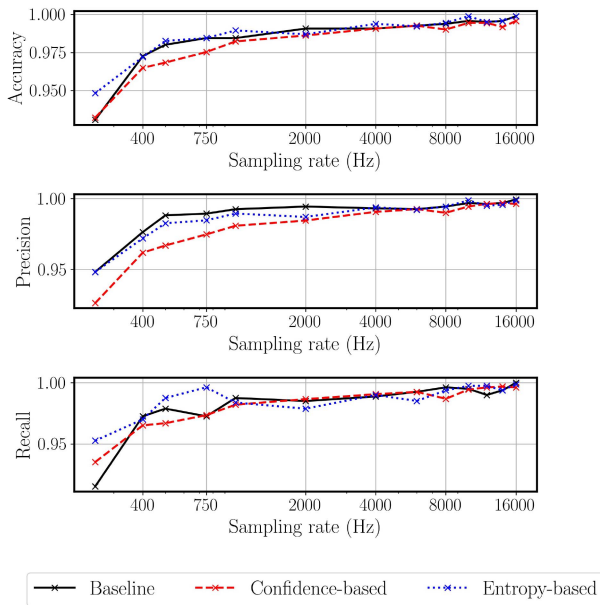 1.000
0.975
0.950
Accuracy
400 750 2000 4000 8000 16000
Sampling rate (Hz)
1.00
0.95
Precision
400 750 2000 4000 8000 16000
Sampling rate (Hz)
1.00
0.95
Recall
400 750 2000 4000 8000 16000
Sampling rate (Hz)
Baseline Confidence-based Entropy-based